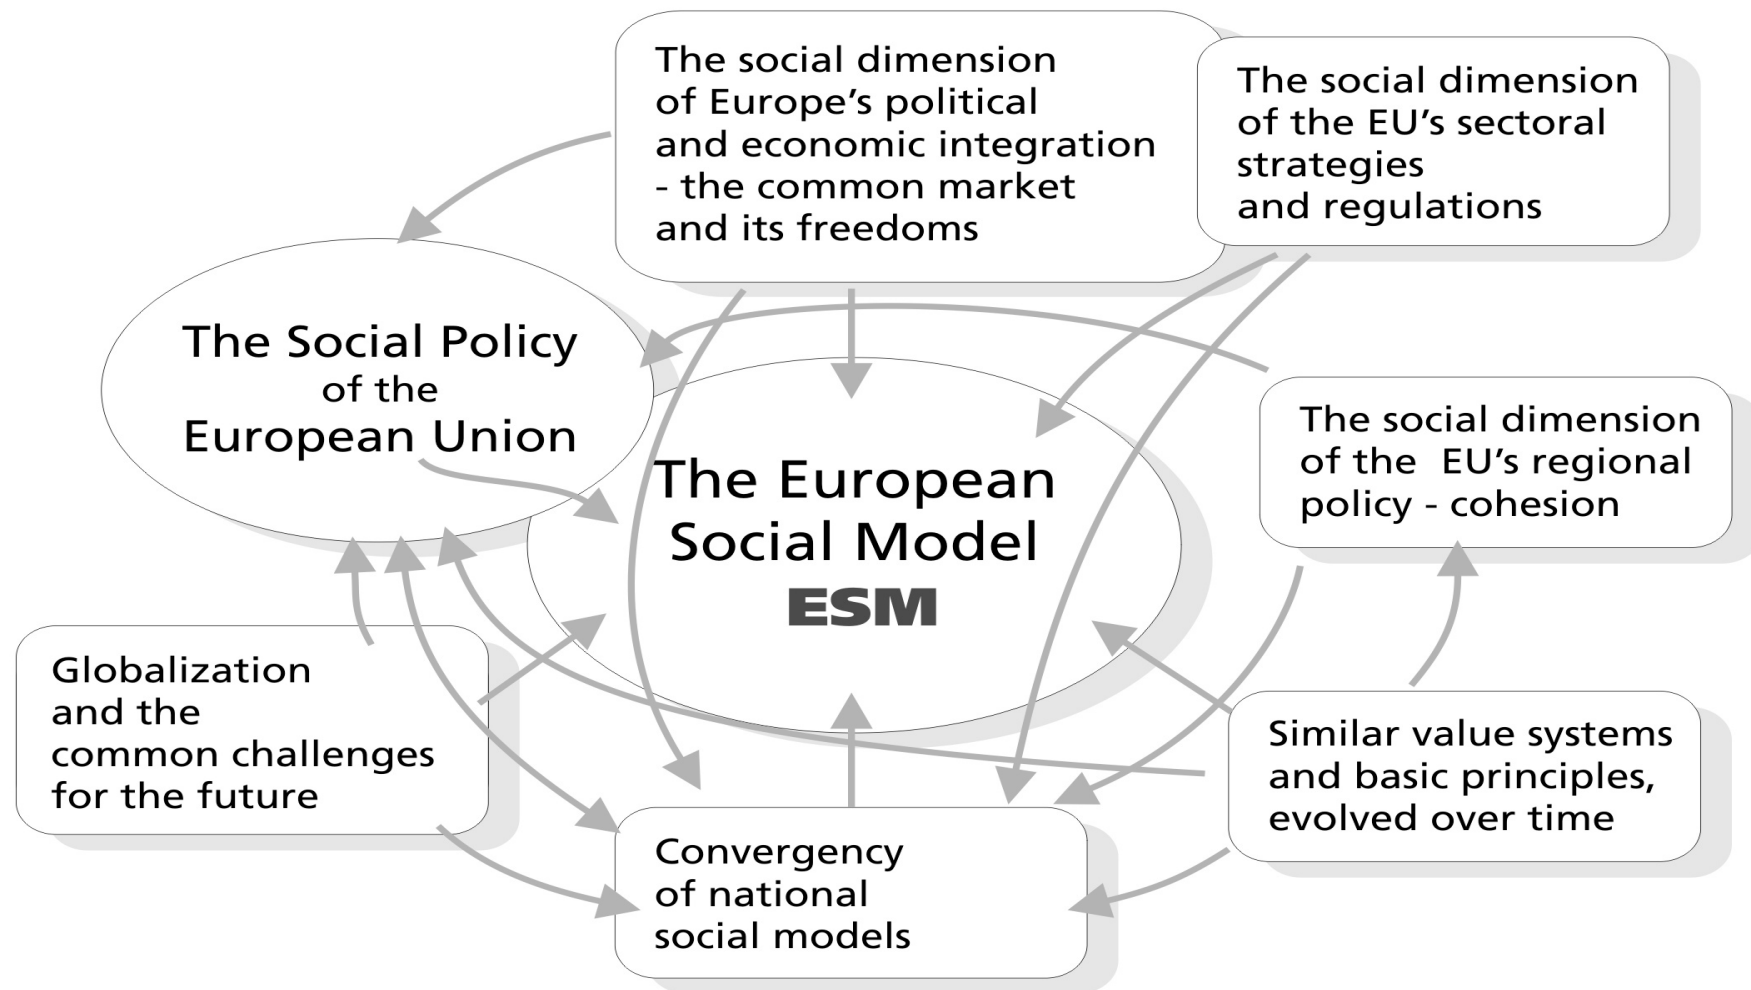 The social dimension
of Europe’s political
and economic integration
- the common market
and its freedoms
The social dimension
of the EU’s sectoral
strategies
and regulations
The Social Policy
of the
European Union
The European
Social Model
ESM
The social dimension
of the EU’s regional
policy - cohesion
Globalization
and the
common challenges
for the future
Similar value systems
and basic principles,
evolved over time
Convergency
of national
social models